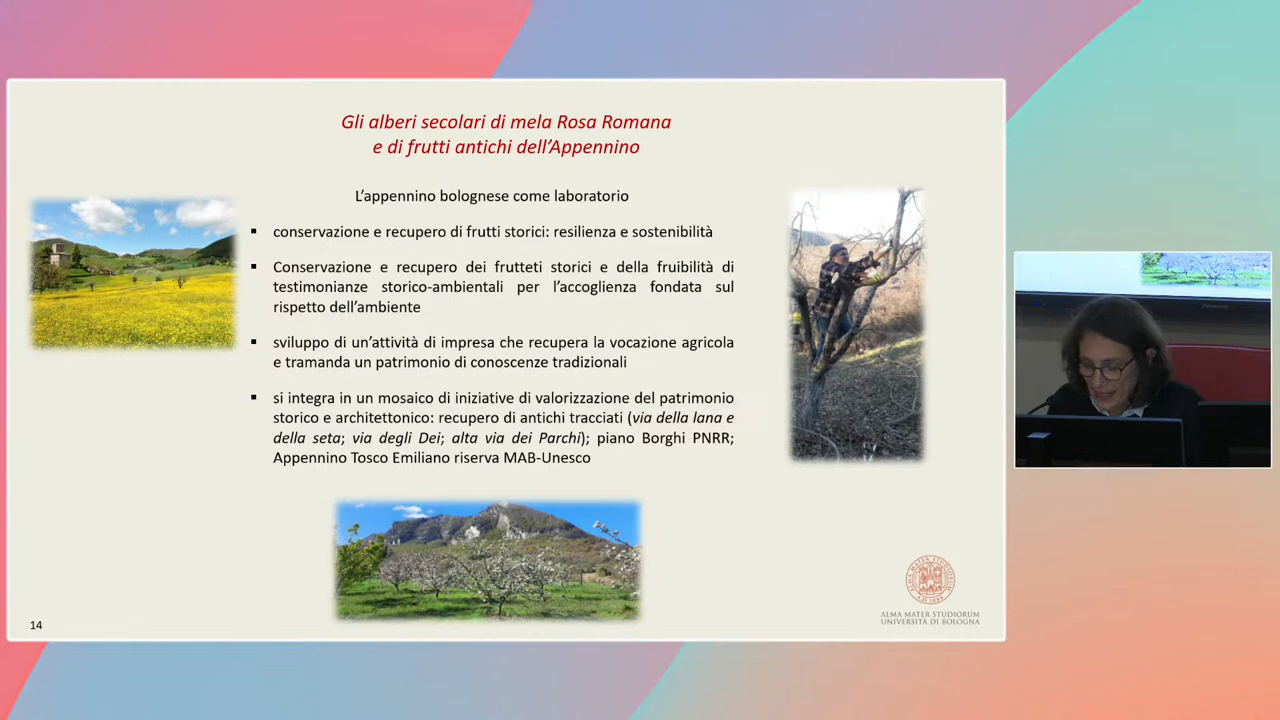 Gli alberi secolari di mela Rosa Romana
e di frutti antichi dell'Appennino
L'appennino bolognese come laboratorio
▪ conservazione e recupero di frutti storici: resilienza e sostenibilità
▪ Conservazione e recupero dei frutteti storici e della fruibilità di
testimonianze storico-ambientali per l'accoglienza fondata sul
rispetto dell'ambiente
▪ sviluppo di un'attività di impresa che recupera la vocazione agricola
e tramanda un patrimonio di conoscenze tradizionali
▪ si integra in un mosaico di iniziative di valorizzazione del patrimonio
storico e architettonico: recupero di antichi tracciati (via della lana e
della seta; via degli Dei; alta via dei Parchi); piano Borghi PNRR;
Appennino Tosco Emiliano riserva MAB-Unesco
ALMA MATER STUDIORUM
UNIVERSITÀ DI BOLOGNA
14